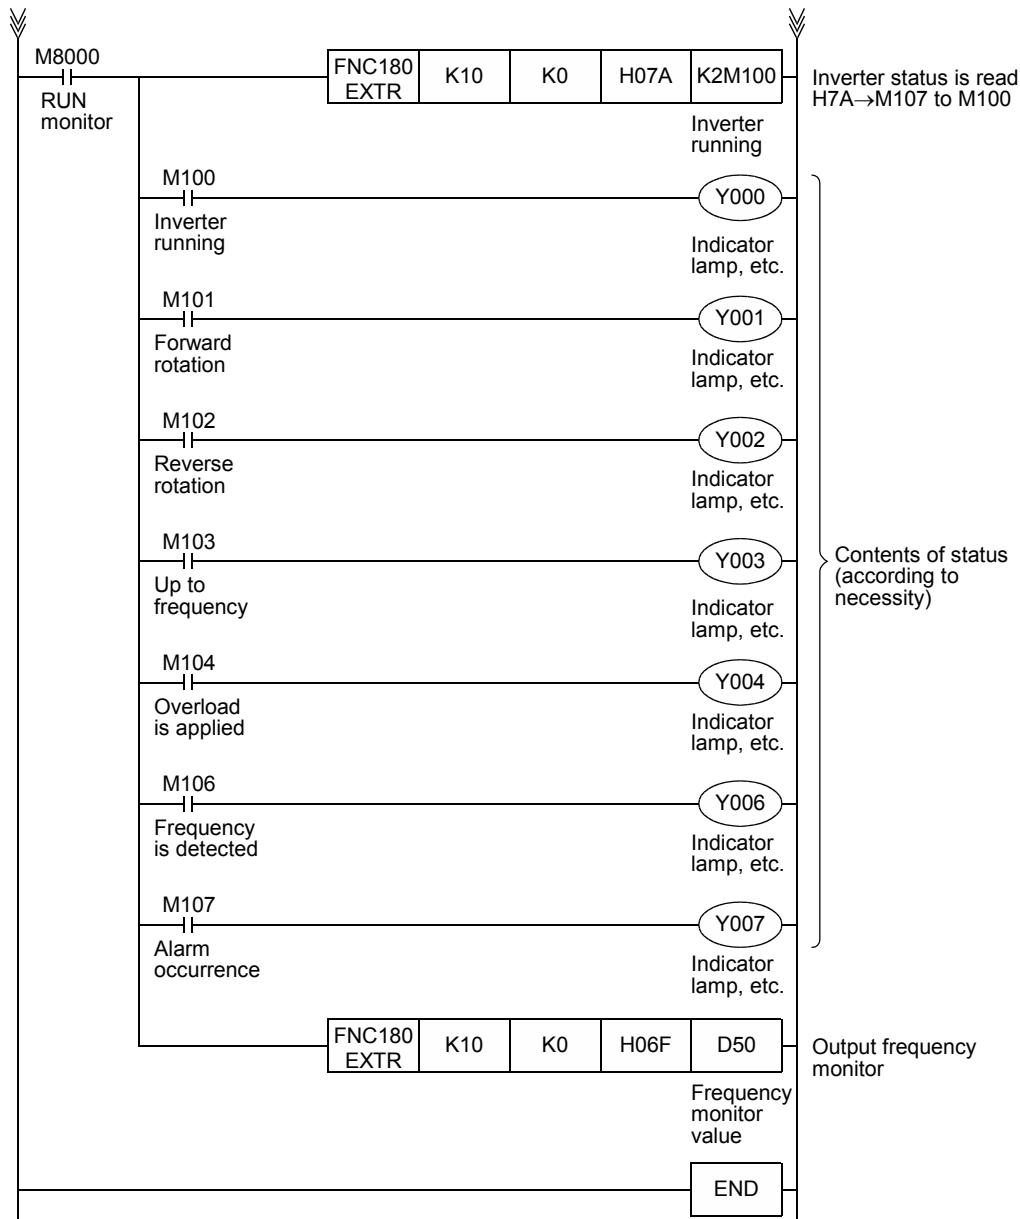 M8000
RUN
monitor
FNC180
EXTR
K10
K0
H07A
K2M100
Inverter
running
Inverter status is read
H7A→M107 to M100
M100
Inverter
running
Y000
Indicator
lamp, etc.
M101
Forward
rotation
Y001
Indicator
lamp, etc.
M102
Reverse
rotation
Y002
Indicator
lamp, etc.
M103
Up to
frequency
Y003
Indicator
lamp, etc.
Contents of status
(according to
necessity)
M104
Overload
is applied
Y004
Indicator
lamp, etc.
M106
Frequency
is detected
Y006
Indicator
lamp, etc.
M107
Alarm
occurrence
Y007
Indicator
lamp, etc.
FNC180
EXTR
K10
K0
H06F
D50
Frequency
monitor
value
Output frequency
monitor
END